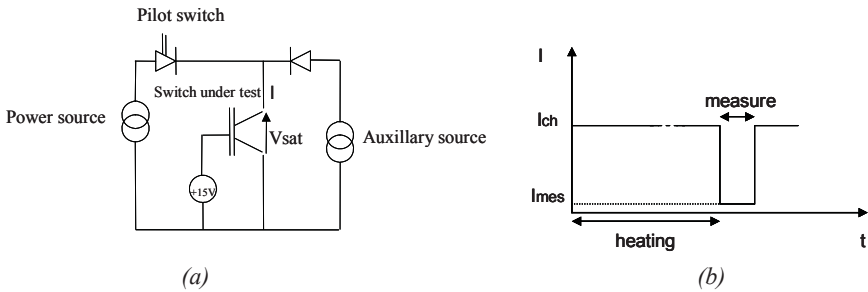 Pilot switch
Switch under test
I
Power source
Vsat
Auxillary source
+15V
(a)
I
measure
Ich
Imes
heating
t
(b)